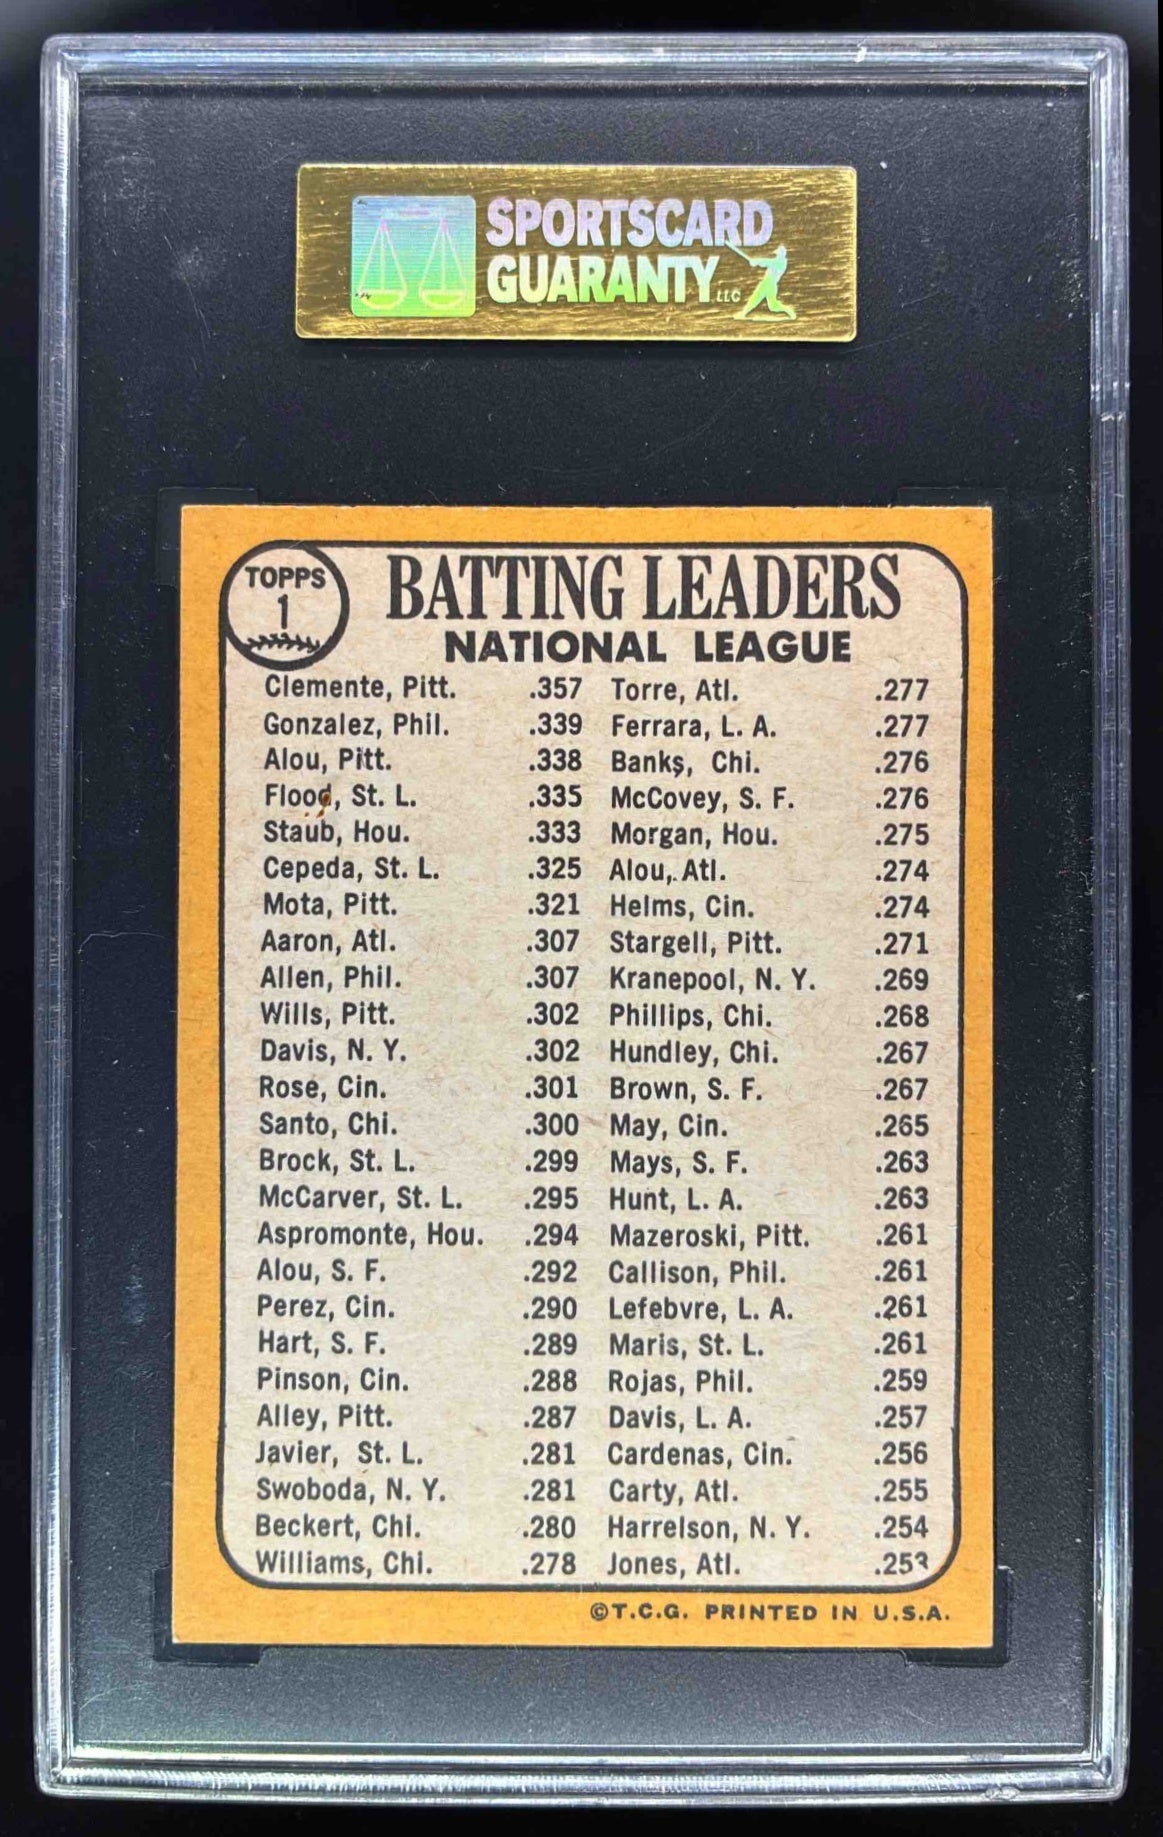 SPORTSCARD
GUARANTY LLC
TOPPS
1
BATTING LEADERS
NATIONAL LEAGUE
Clemente, Pitt. .357 Torre, Atl. .277
Gonzalez, Phil. .339 Ferrara, L. A. .277
Alou, Pitt. .338 Banks, Chi. .276
Flood, St. L. .335 McCovey, S. F. .276
Staub, Hou. .333 Morgan, Hou. .275
Cepeda, St. L. .325 Alou, Atl. .274
Mota, Pitt. .321 Helms, Cin. .274
Aaron, Atl. .307 Stargell, Pitt. .271
Allen, Phil. .307 Kranepool, N. Y. .269
Wills, Pitt. .302 Phillips, Chi. .268
Davis, N. Y. .302 Hundley, Chi. .267
Rose, Cin. .301 Brown, S. F. .267
Santo, Chi. .300 May, Cin. .265
Brock, St. L. .299 Mays, S. F. .263
McCarver, St. L. .295 Hunt, L. A. .263
Aspromonte, Hou. .294 Mazeroski, Pitt. .261
Alou, S. F. .292 Callison, Phil. .261
Perez, Cin. .290 Lefebvre, L. A. .261
Hart, S. F. .289 Maris, St. L. .261
Pinson, Cin. .288 Rojas, Phil. .259
Alley, Pitt. .287 Davis, L. A. .257
Javier, St. L. .281 Cardenas, Cin. .256
Swoboda, N. Y. .281 Carty, Atl. .255
Beckert, Chi. .280 Harrelson, N. Y. .254
Williams, Chi. .278 Jones, Atl. .253
©T.C.G. PRINTED IN U.S.A.